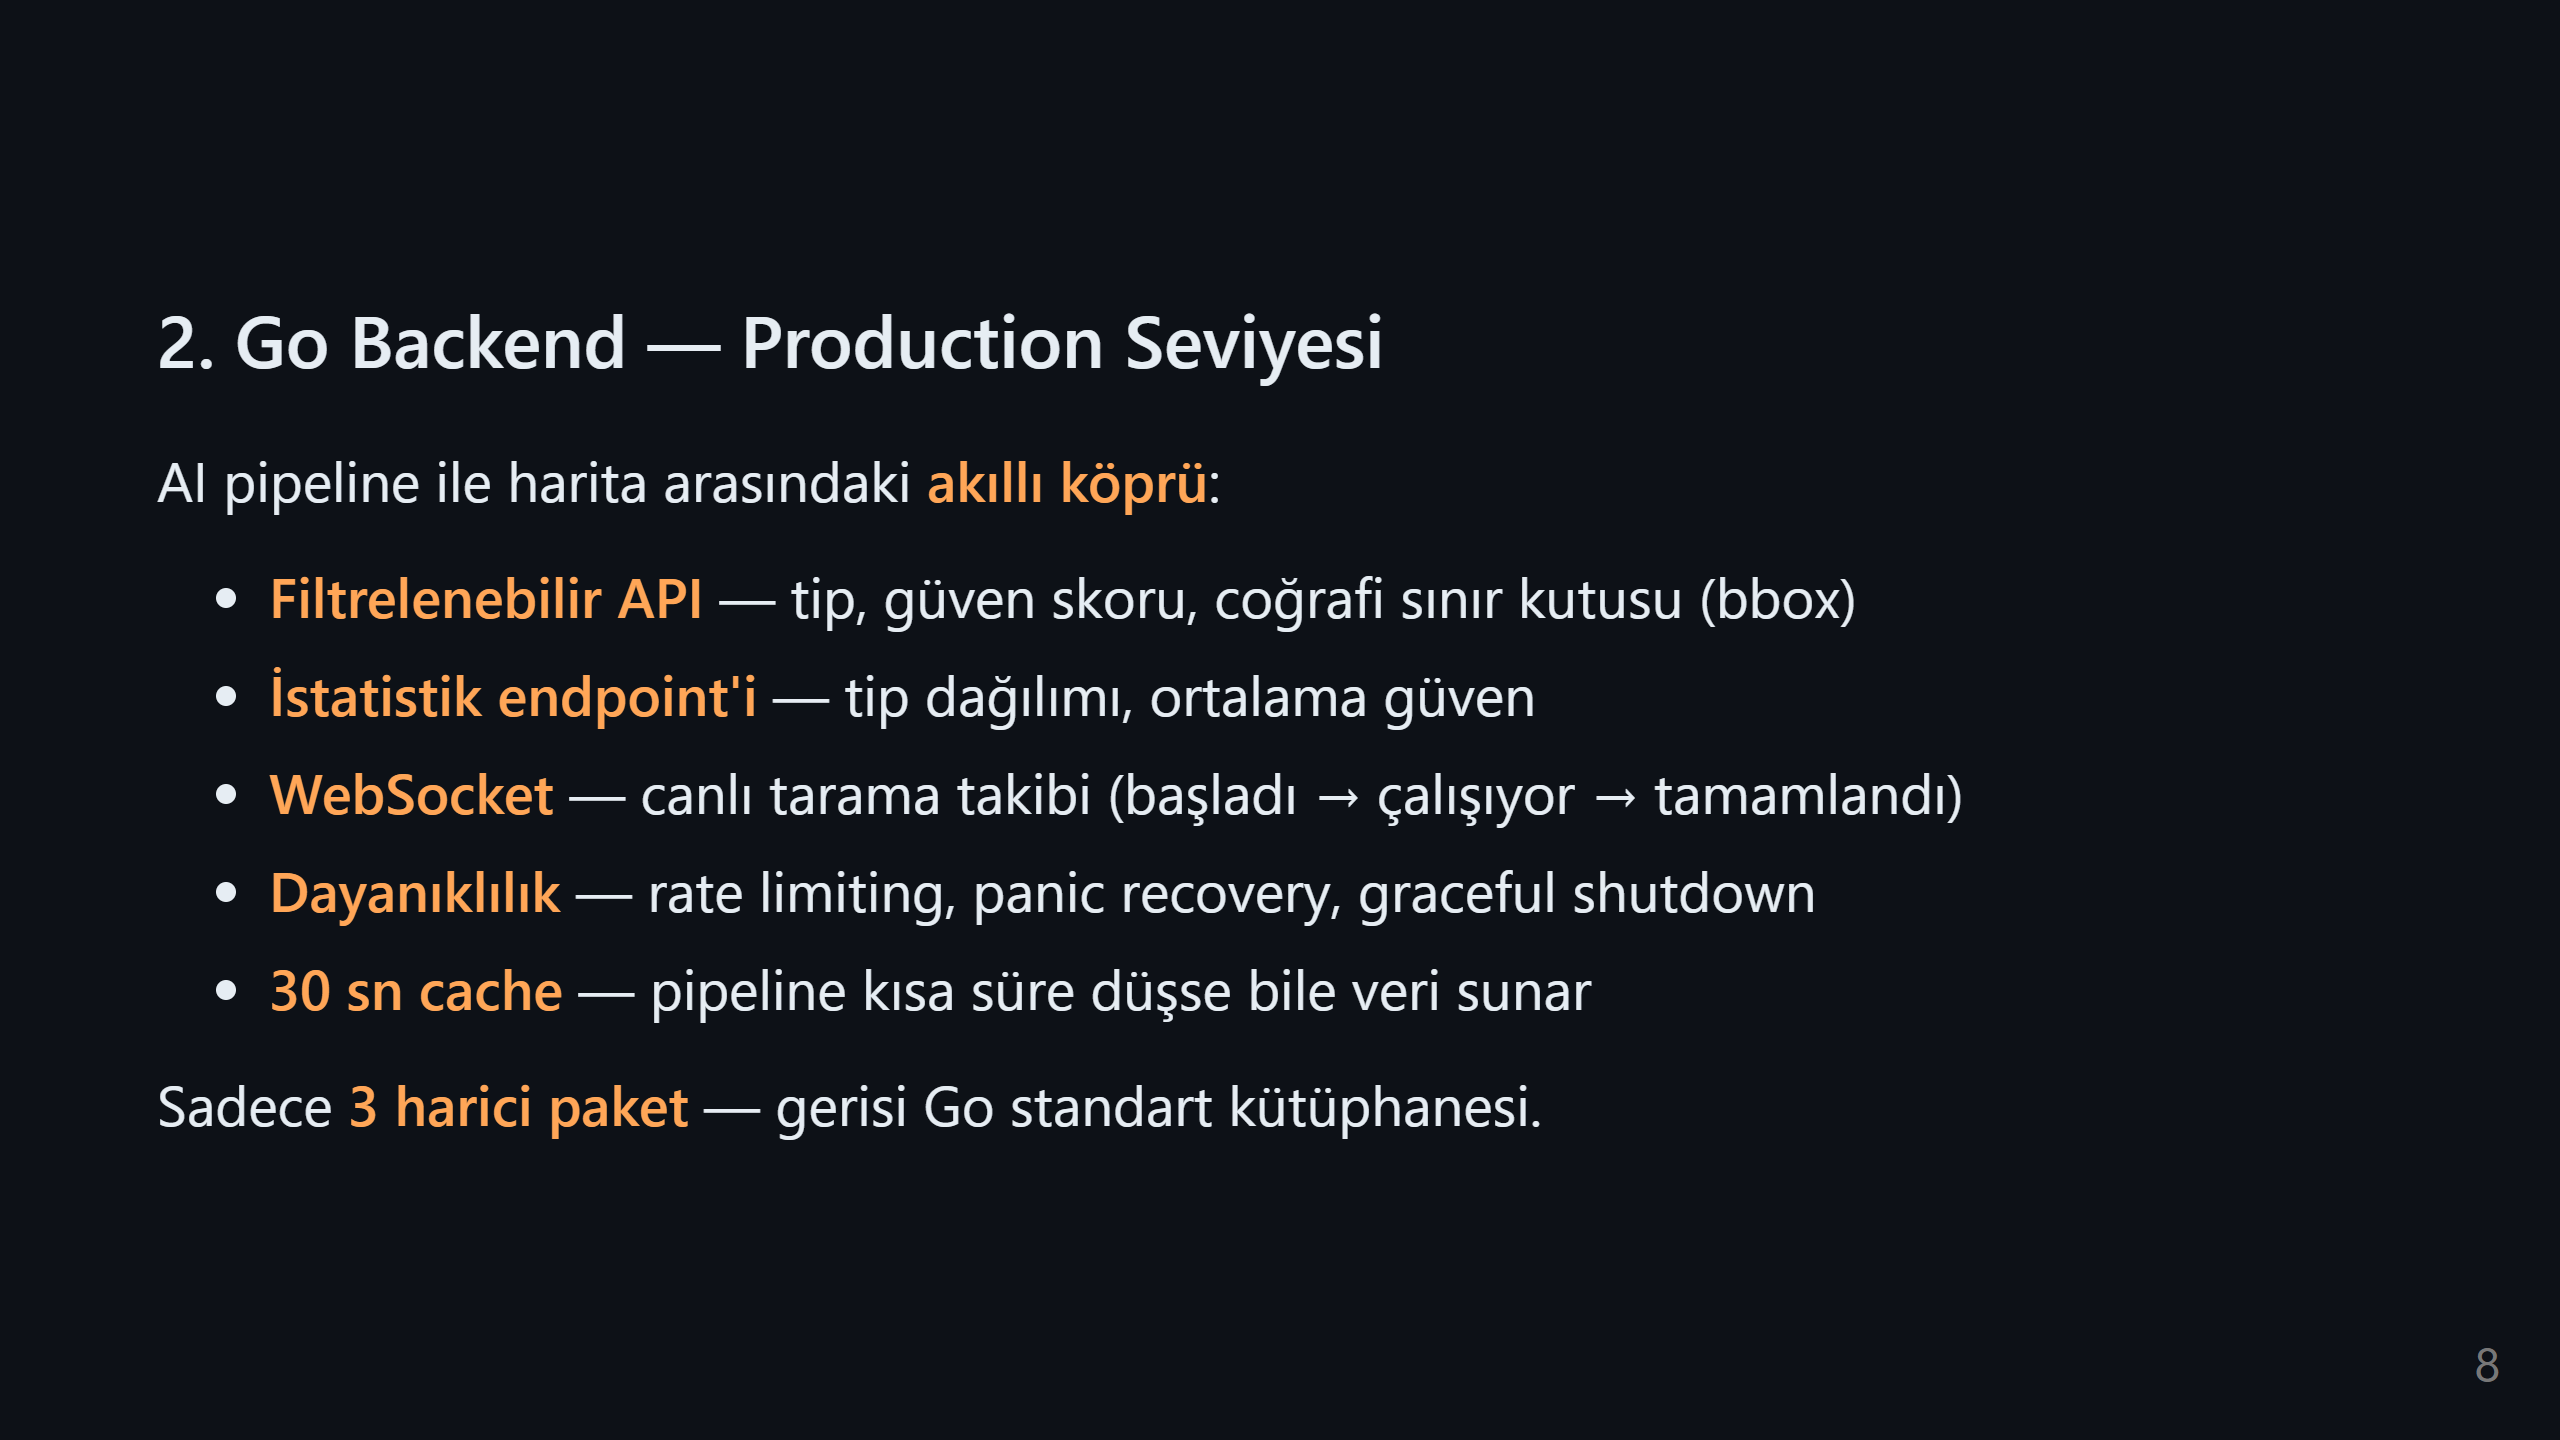 2. Go Backend — Production Seviyesi
AI pipeline ile harita arasındaki akıllı köprü:
• Filtrelenebilir API — tip, güven skoru, coğrafi sınır kutusu (bbox)
• İstatistik endpoint'i — tip dağılımı, ortalama güven
• WebSocket — canlı tarama takibi (başladı → çalışıyor → tamamlandı)
• Dayanıklılık — rate limiting, panic recovery, graceful shutdown
• 30 sn cache — pipeline kısa süre düşse bile veri sunar
Sadece 3 harici paket — gerisi Go standart kütüphanesi.
8